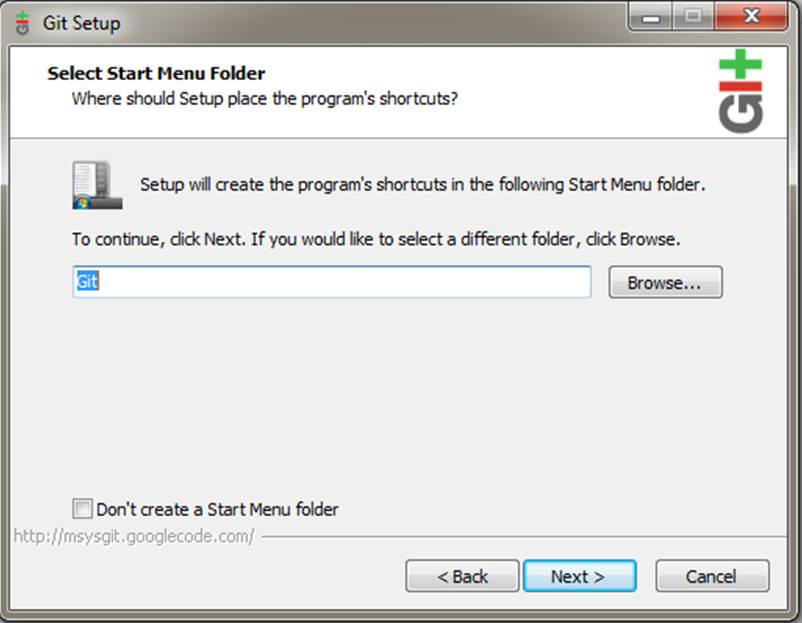 Git Setup
Select Start Menu Folder
Where should Setup place the program's shortcuts?
GIt
Setup will create the program's shortcuts in the following Start Menu folder.
To continue, click Next. If you would like to select a different folder, click Browse.
Git
Browse...
Don't create a Start Menu folder
http://msysgit.googlecode.com/
< Back
Next >
Cancel